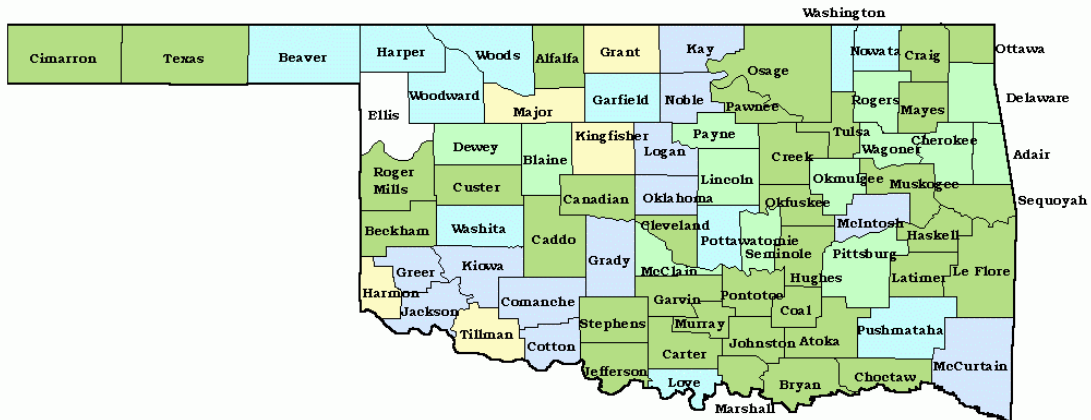 Washington
Cimarron
Texas
Beaver
Harper
Woods
Alfalfa
Grant
Kay
Osage
Nowata
Craig
Ottawa
Ellis
Woodward
Major
Garfield
Noble
Pawnee
Rogers
Mayes
Delaware
Dewey
Blaine
Kingfisher
Logan
Payne
Creek
Tulsa
Wagoner
Cherokee
Adair
Roger
Mills
Custer
Canadian
Oklahoma
Lincoln
Okfuskee
Okmulgee
Muskogee
Sequoyah
Beckham
Washita
Caddo
Grady
Cleveland
Pottawatomie
Seminole
McIntosh
Haskell
Harmon
Greer
Kiowa
Comanche
McClain
Hughes
Pittsburg
Latimer
Le Flore
Jackson
Tillman
Cotton
Stephens
Garvin
Murray
Pontotoc
Coal
Johnston
Atoka
Pushmataha
McCurtain
Jefferson
Carter
Love
Marshall
Bryan
Choctaw